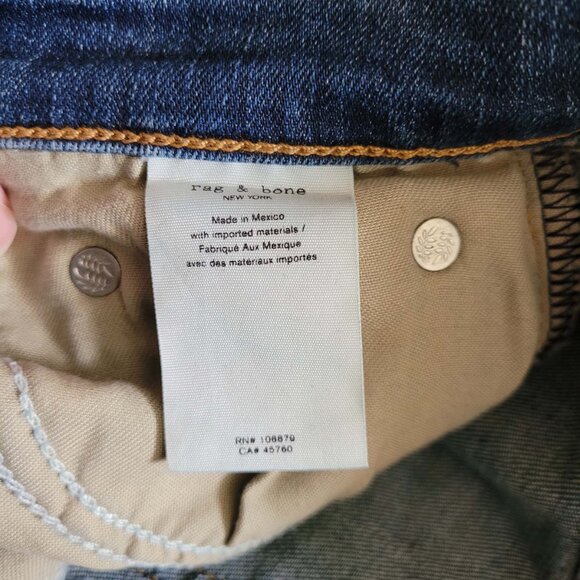 rag & bone
NEW YORK
Made in Mexico
with imported materials /
Fabriqué Aux Mexique
avec des matériaux importés
RN# 106879
CA# 45760